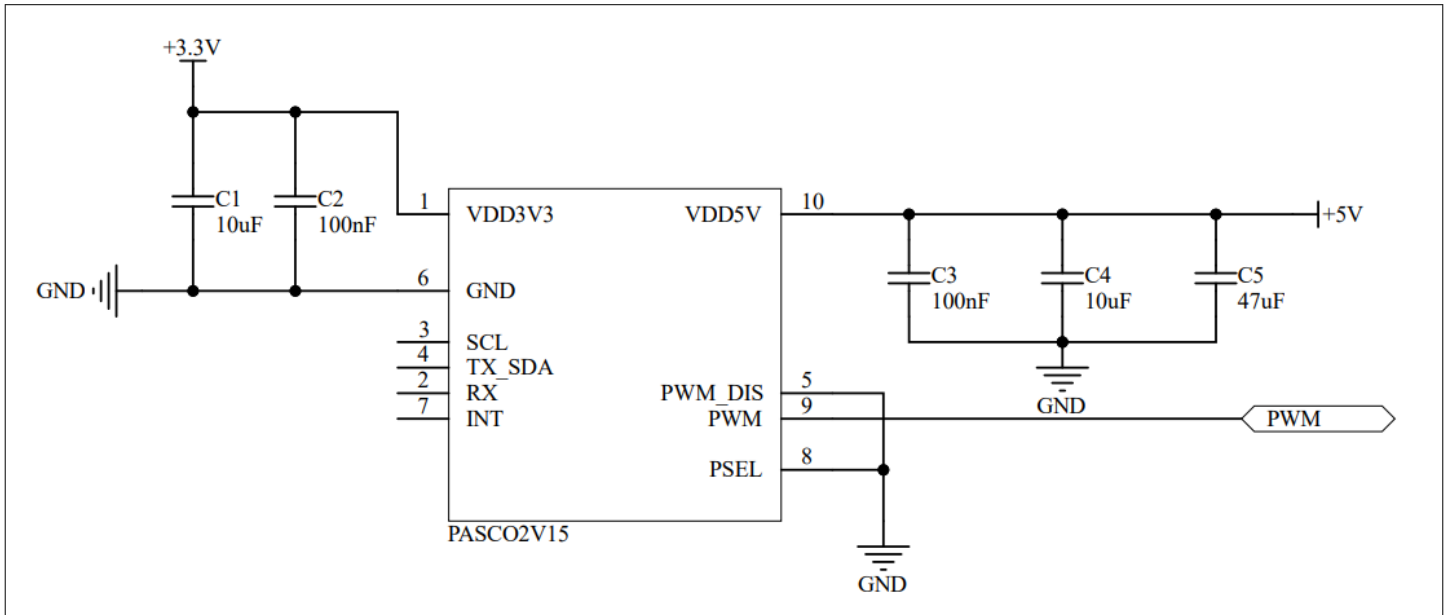 +3.3V
C1
10uF
C2
100nF
GND
1
VDD3V3
6
GND
3
SCL
4
TX_SDA
2
RX
7
INT
VDD5V
10
+5V
C3
100nF
C4
10uF
C5
47uF
GND
PWM_DIS
5
PWM
9
PWM
PSEL
8
GND
PASCO2V15